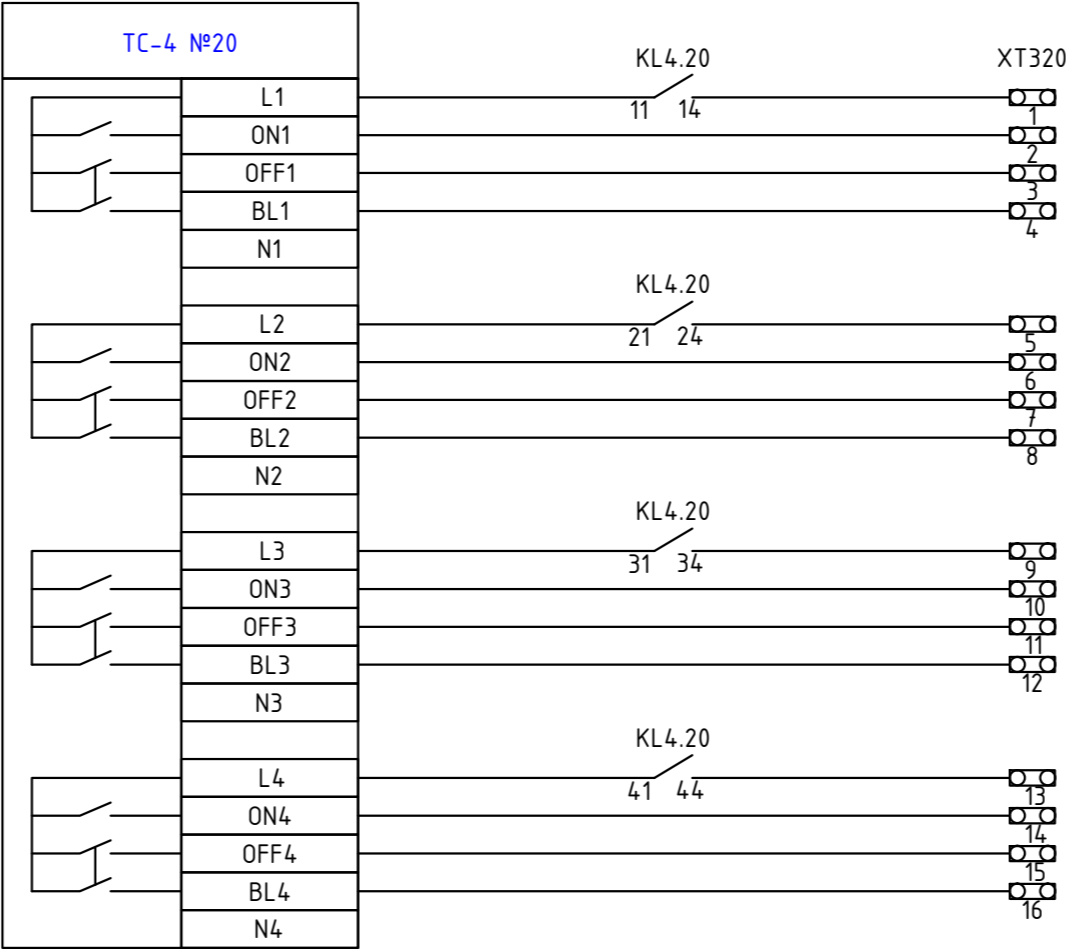 ТС-4 №20
KL4.20
XT320
L1
11 14
1
ON1
2
OFF1
3
BL1
4
N1
KL4.20
L2
21 24
5
ON2
6
OFF2
7
BL2
8
N2
KL4.20
L3
31 34
9
ON3
10
OFF3
11
BL3
12
N3
KL4.20
L4
41 44
13
ON4
14
OFF4
15
BL4
16
N4